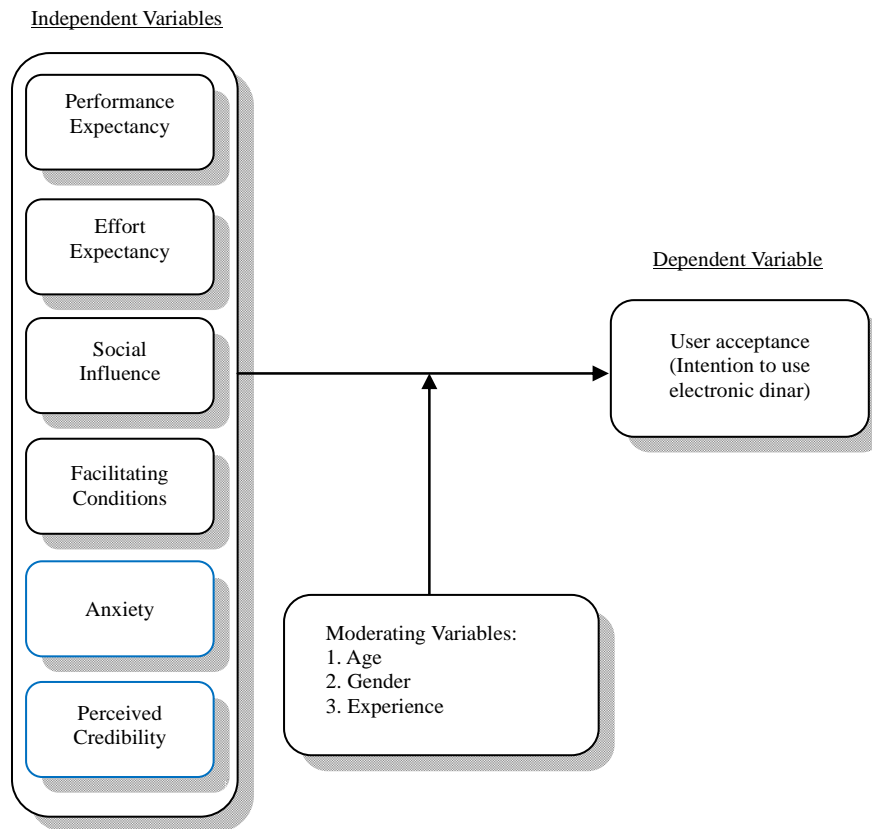 Independent Variables
Performance
Expectancy
Effort
Expectancy
Social
Influence
Facilitating
Conditions
Anxiety
Perceived
Credibility
Moderating Variables:
1. Age
2. Gender
3. Experience
Dependent Variable
User acceptance
(Intention to use
electronic dinar)